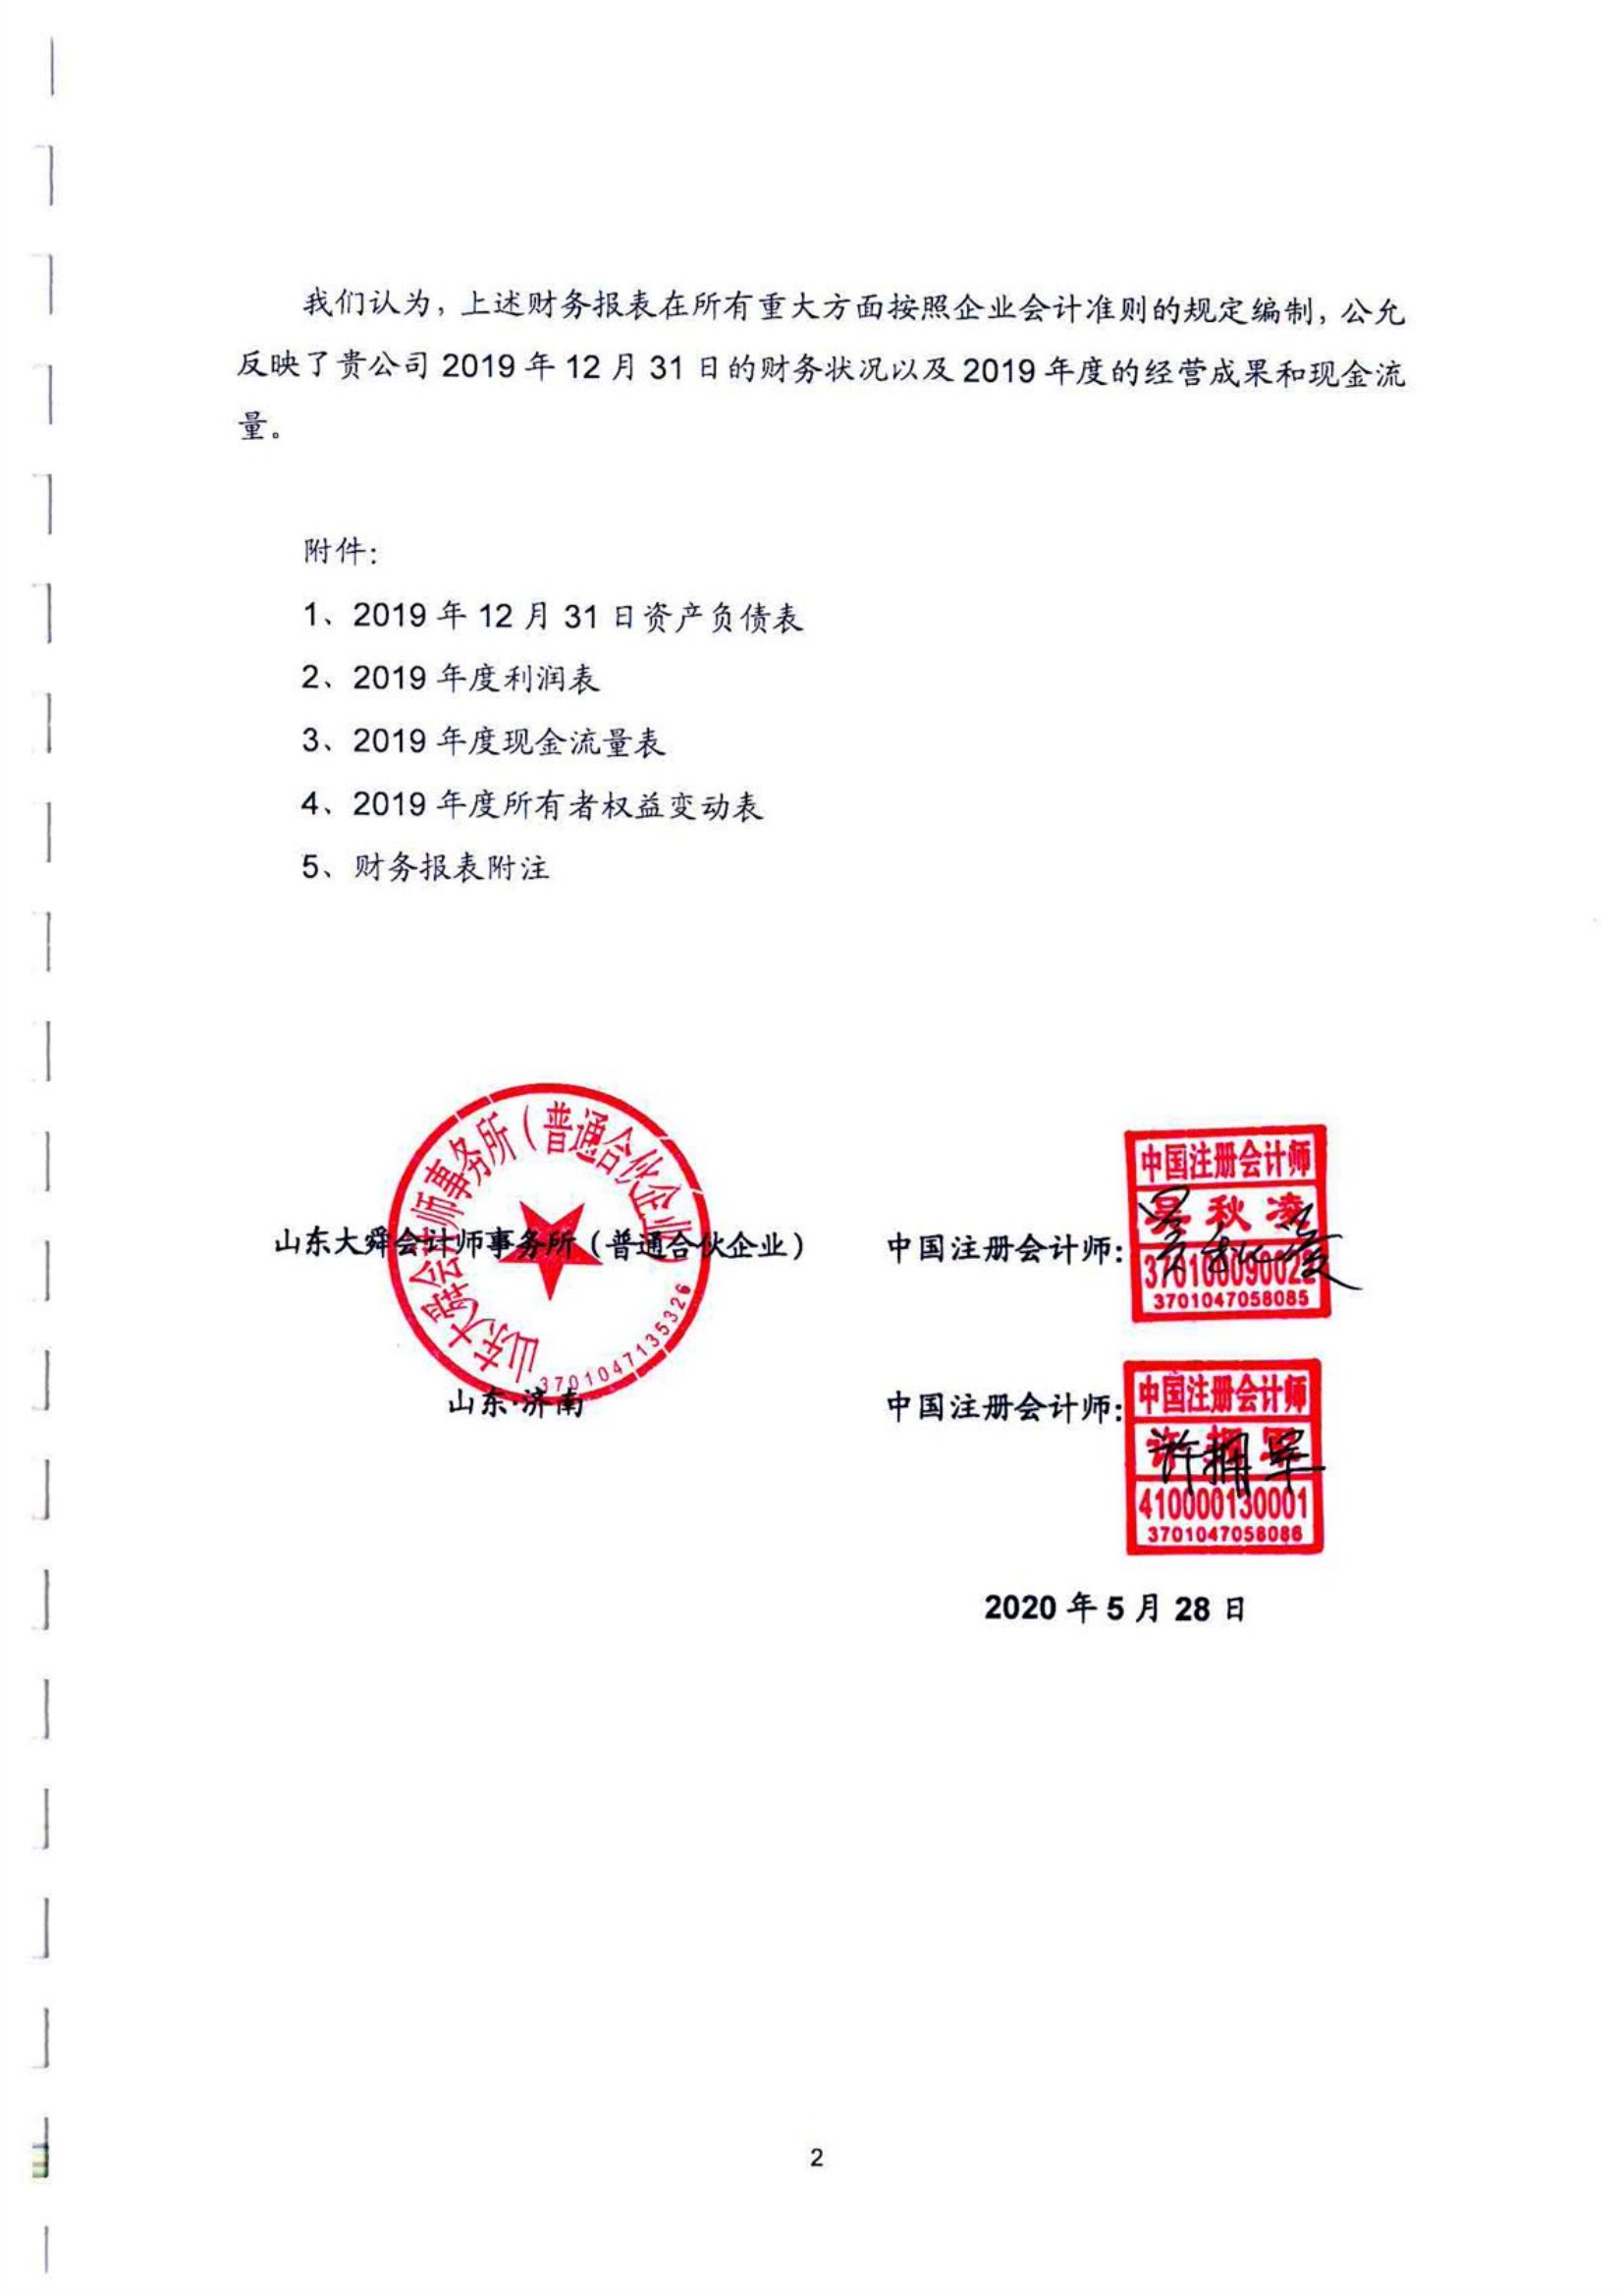 我们认为，上述财务报表在所有重大方面按照企业会计准则的规定编制，公允
反映了贵公司 2019 年 12 月 31 日的财务状况以及 2019 年度的经营成果和现金流
量。
附件：
1、2019 年 12 月 31 日资产负债表
2、2019 年度利润表
3、2019 年度现金流量表
4、2019 年度所有者权益变动表
5、财务报表附注
山东大舜会计师事务所（普通合伙企业）
3701047135326
山东大舜会计师事务所（普通合伙企业）
山东·济南
中国注册会计师：
中国注册会计师
吴秋凌
370100090022
3701047058085
中国注册会计师：
中国注册会计师
许拥军
410000130001
3701047058086
2020 年 5 月 28 日
2